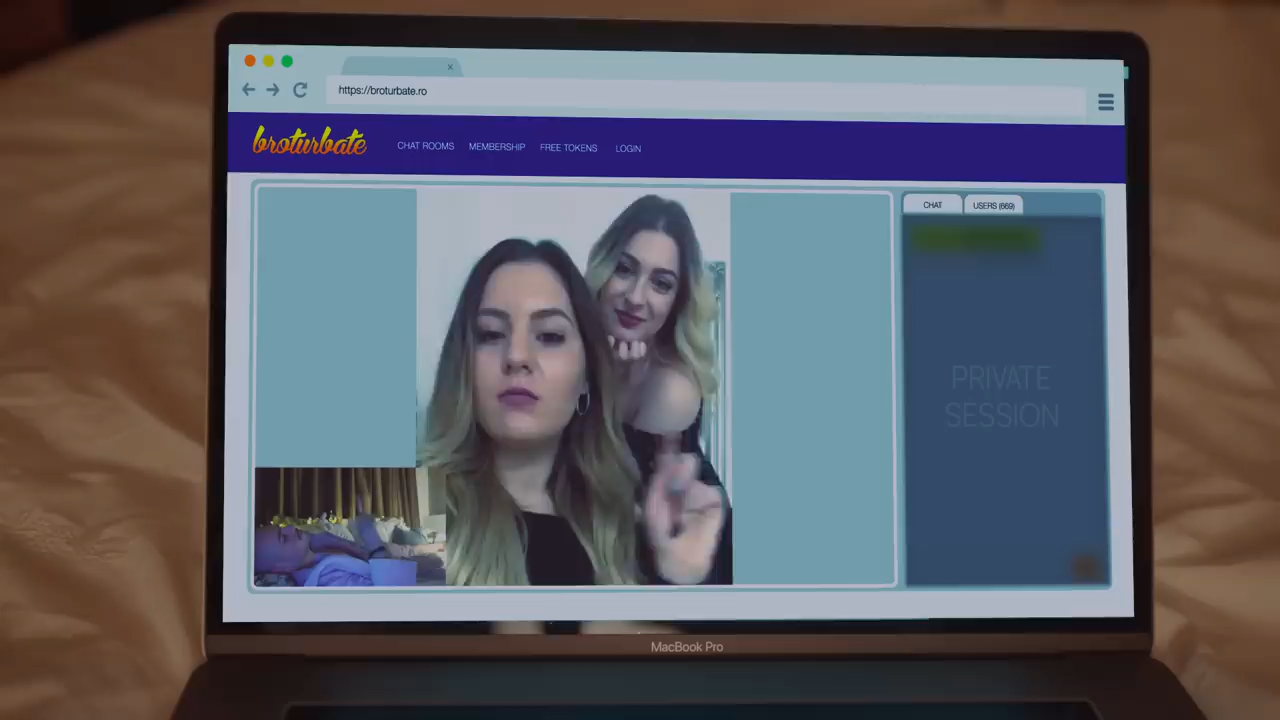 https://broturbate.ro
broturbate
CHAT ROOMS
MEMBERSHIP
FREE TOKENS
LOGIN
CHAT
USERS (669)
PRIVATE
SESSION
MacBook Pro